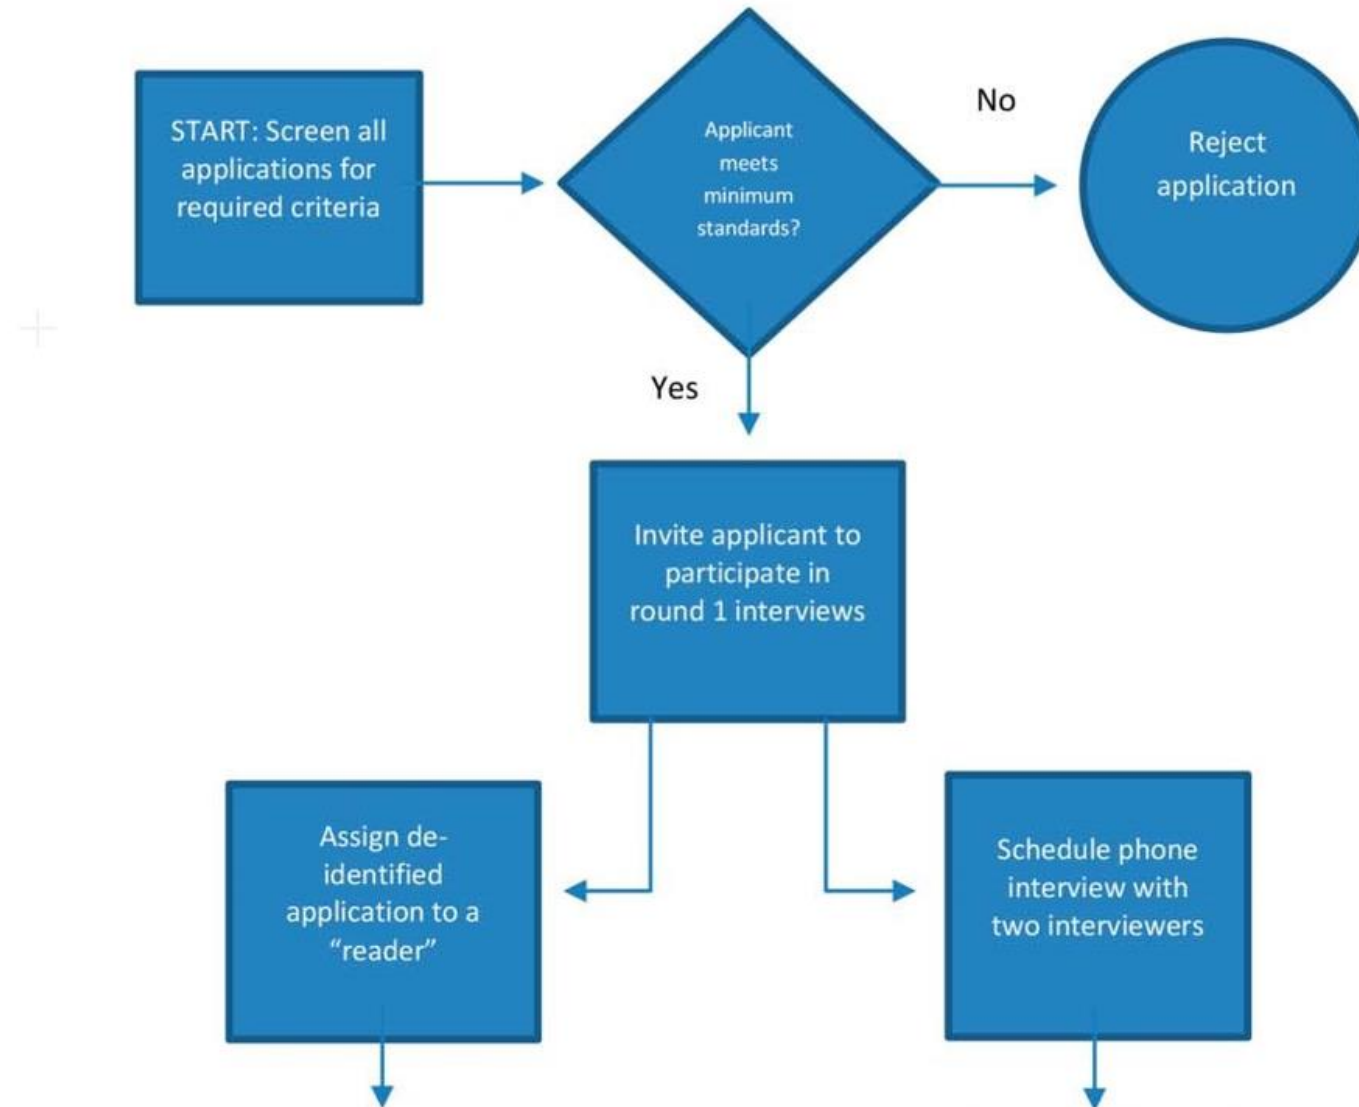 START: Screen all
applications for
required criteria
Applicant
meets
minimum
standards?
No
Reject
application
Yes
Invite applicant to
participate in
round 1 interviews
Assign de-
identified
application to a
“reader”
Schedule phone
interview with
two interviewers